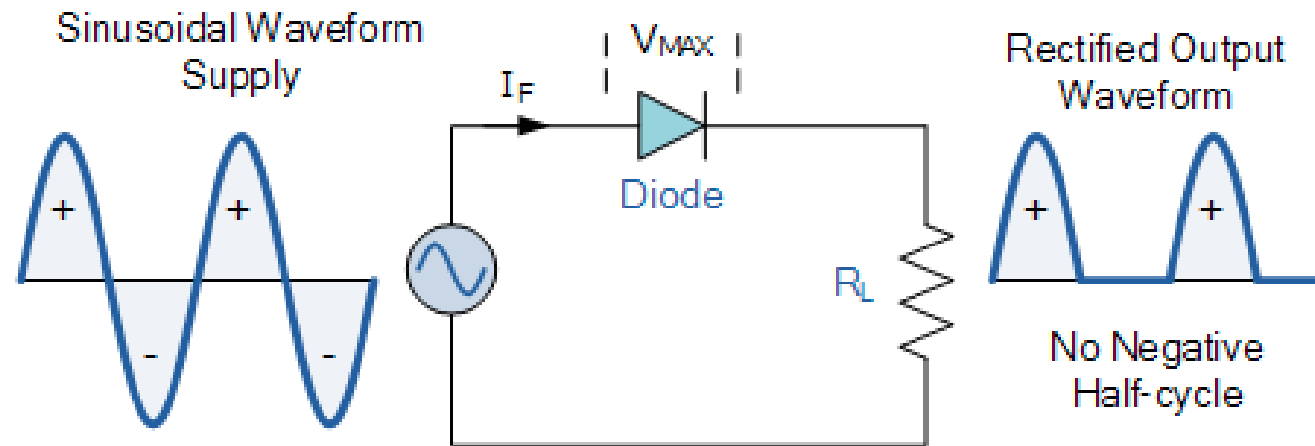 Sinusoidal Waveform
Supply
+
+
-
-
IF
VMAX
Diode
RL
Rectified Output
Waveform
+
+
No Negative
Half-cycle